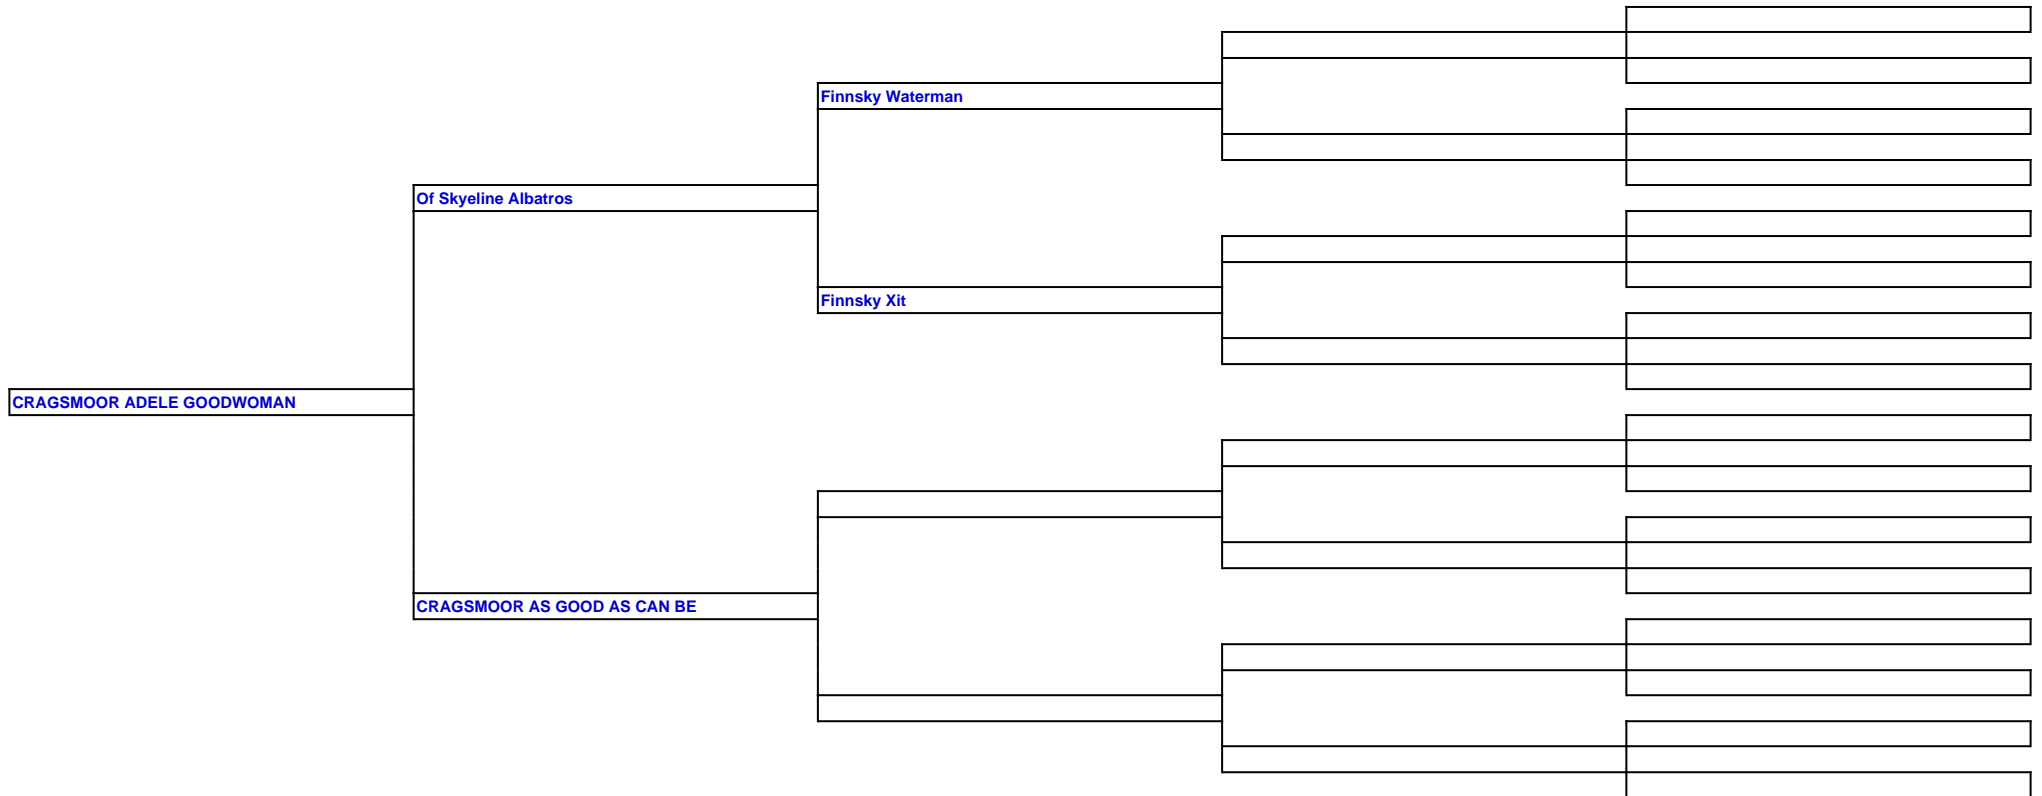 Finnsky Waterman
Of Skyeline Albatros
Finnsky Xit
CRAGSMOOR ADELE GOODWOMAN
CRAGSMOOR AS GOOD AS CAN BE